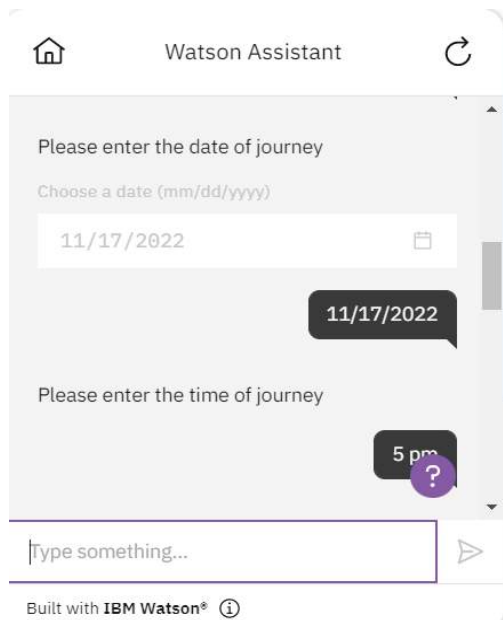 Watson Assistant
Please enter the date of journey
Choose a date (mm/dd/yyyy)
11/17/2022
11/17/2022
Please enter the time of journey
5 pm
?
Type something...
Built with IBM Watson®